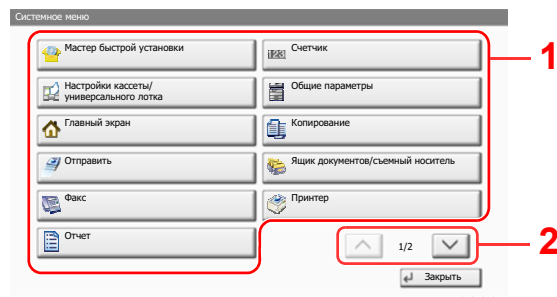 Системное меню
Мастер быстрой установки
Счетчик
1
Настройки кассеты/
универсального лотка
Общие параметры
Главный экран
Копирование
Отправить
Ящик документов/съемный носитель
Факс
Принтер
Отчет
1/2
2
Закрыть